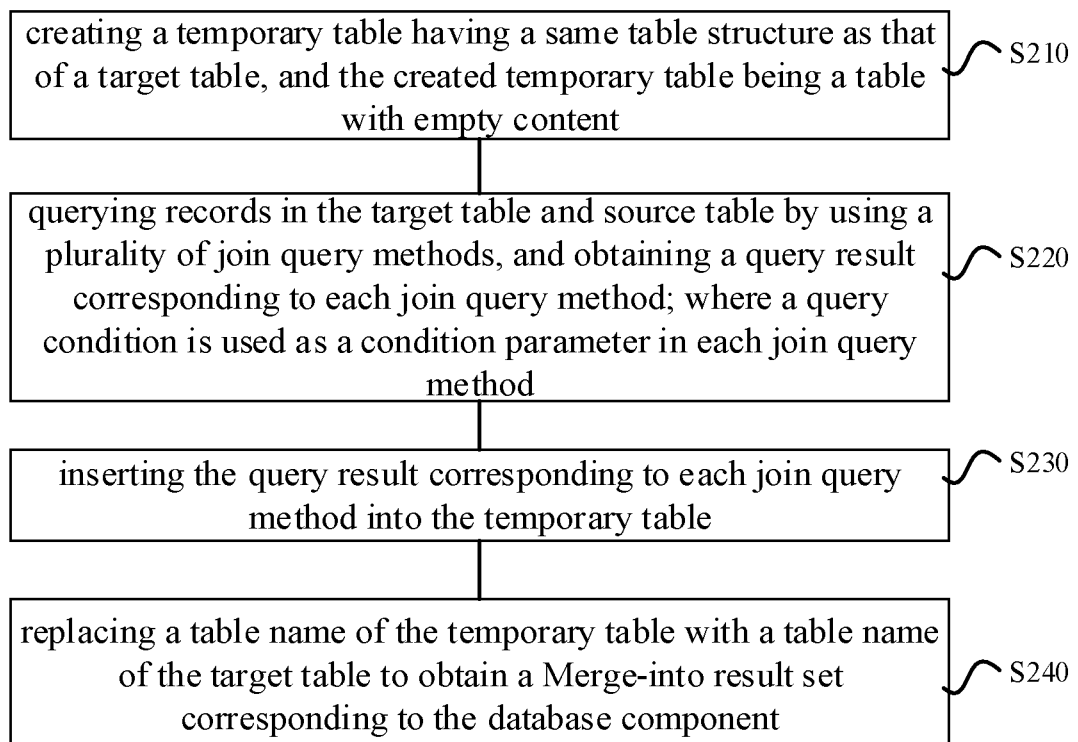 creating a temporary table having a same table structure as that
of a target table, and the created temporary table being a table
with empty content
S210
querying records in the target table and source table by using a
plurality of join query methods, and obtaining a query result
corresponding to each join query method; where a query
condition is used as a condition parameter in each join query
method
S220
inserting the query result corresponding to each join query
method into the temporary table
S230
replacing a table name of the temporary table with a table name
of the target table to obtain a Merge-into result set
corresponding to the database component
S240